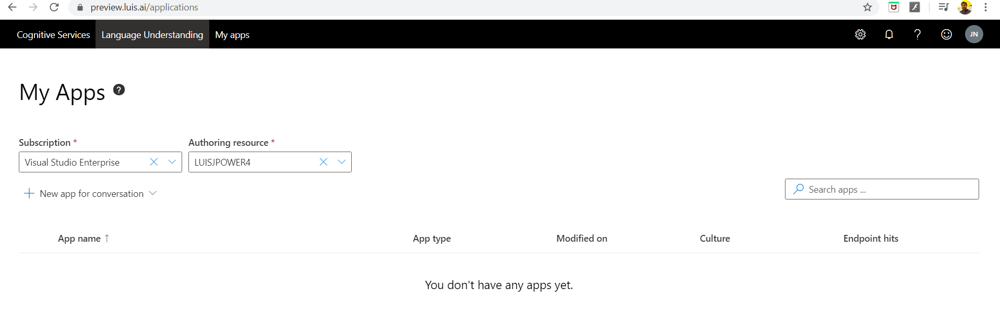 preview.luis.ai/applications
Cognitive Services Language Understanding My apps
? JN
My Apps ?
Subscription * Authoring resource *
Visual Studio Enterprise LUISJPOWER4
New app for conversation
Search apps ...
App name ↑ App type Modified on Culture Endpoint hits
You don't have any apps yet.